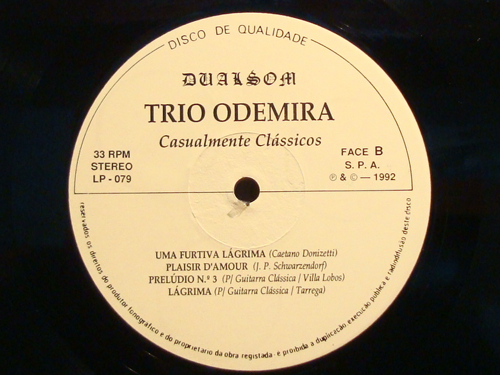 DISCO DE QUALIDADE
DUALSOM
TRIO ODEMIRA
Casualmente Clássicos
33 RPM
STEREO
LP - 079
FACE B
S. P. A.
Ⓟ & © — 1992
UMA FURTIVA LÁGRIMA (Caetano Donizetti)
PLAISIR D'AMOUR (J. P. Schwarzendorf)
PRELÚDIO N.º 3 (P/ Guitarra Clássica / Villa Lobos)
LÁGRIMA (P/ Guitarra Clássica / Tarrega)
reservados os direitos do produtor fonográfico e do proprietário da obra registada - e proibida a duplicação, execução pública e radiodifusão deste disco